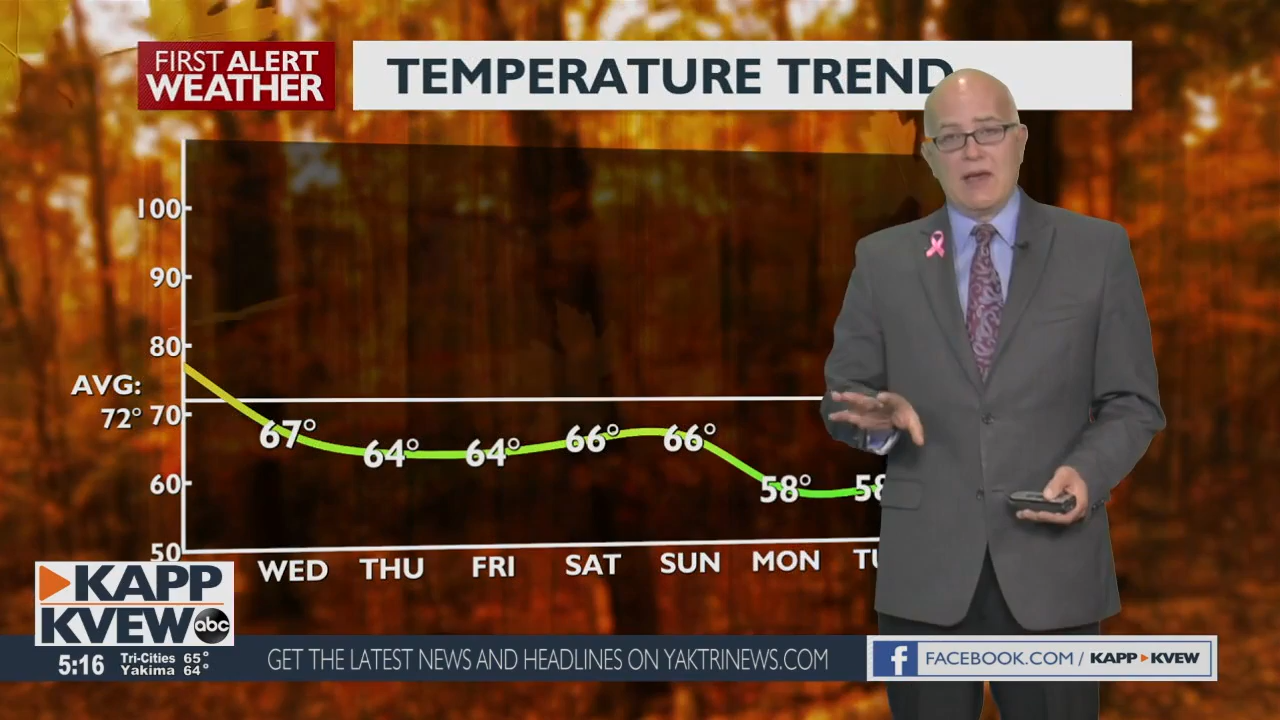 FIRST ALERT
WEATHER
TEMPERATURE TREND
100
90
80
AVG:
72° 70
60
50
67°
64°
64°
66°
66°
58°
58
WED THU FRI SAT SUN MON TU
KAPP
KVEW abc
5:16
Tri-Cities 65°
Yakima 64°
GET THE LATEST NEWS AND HEADLINES ON YAKTRINEWS.COM
f FACEBOOK.COM / KAPP KVEW